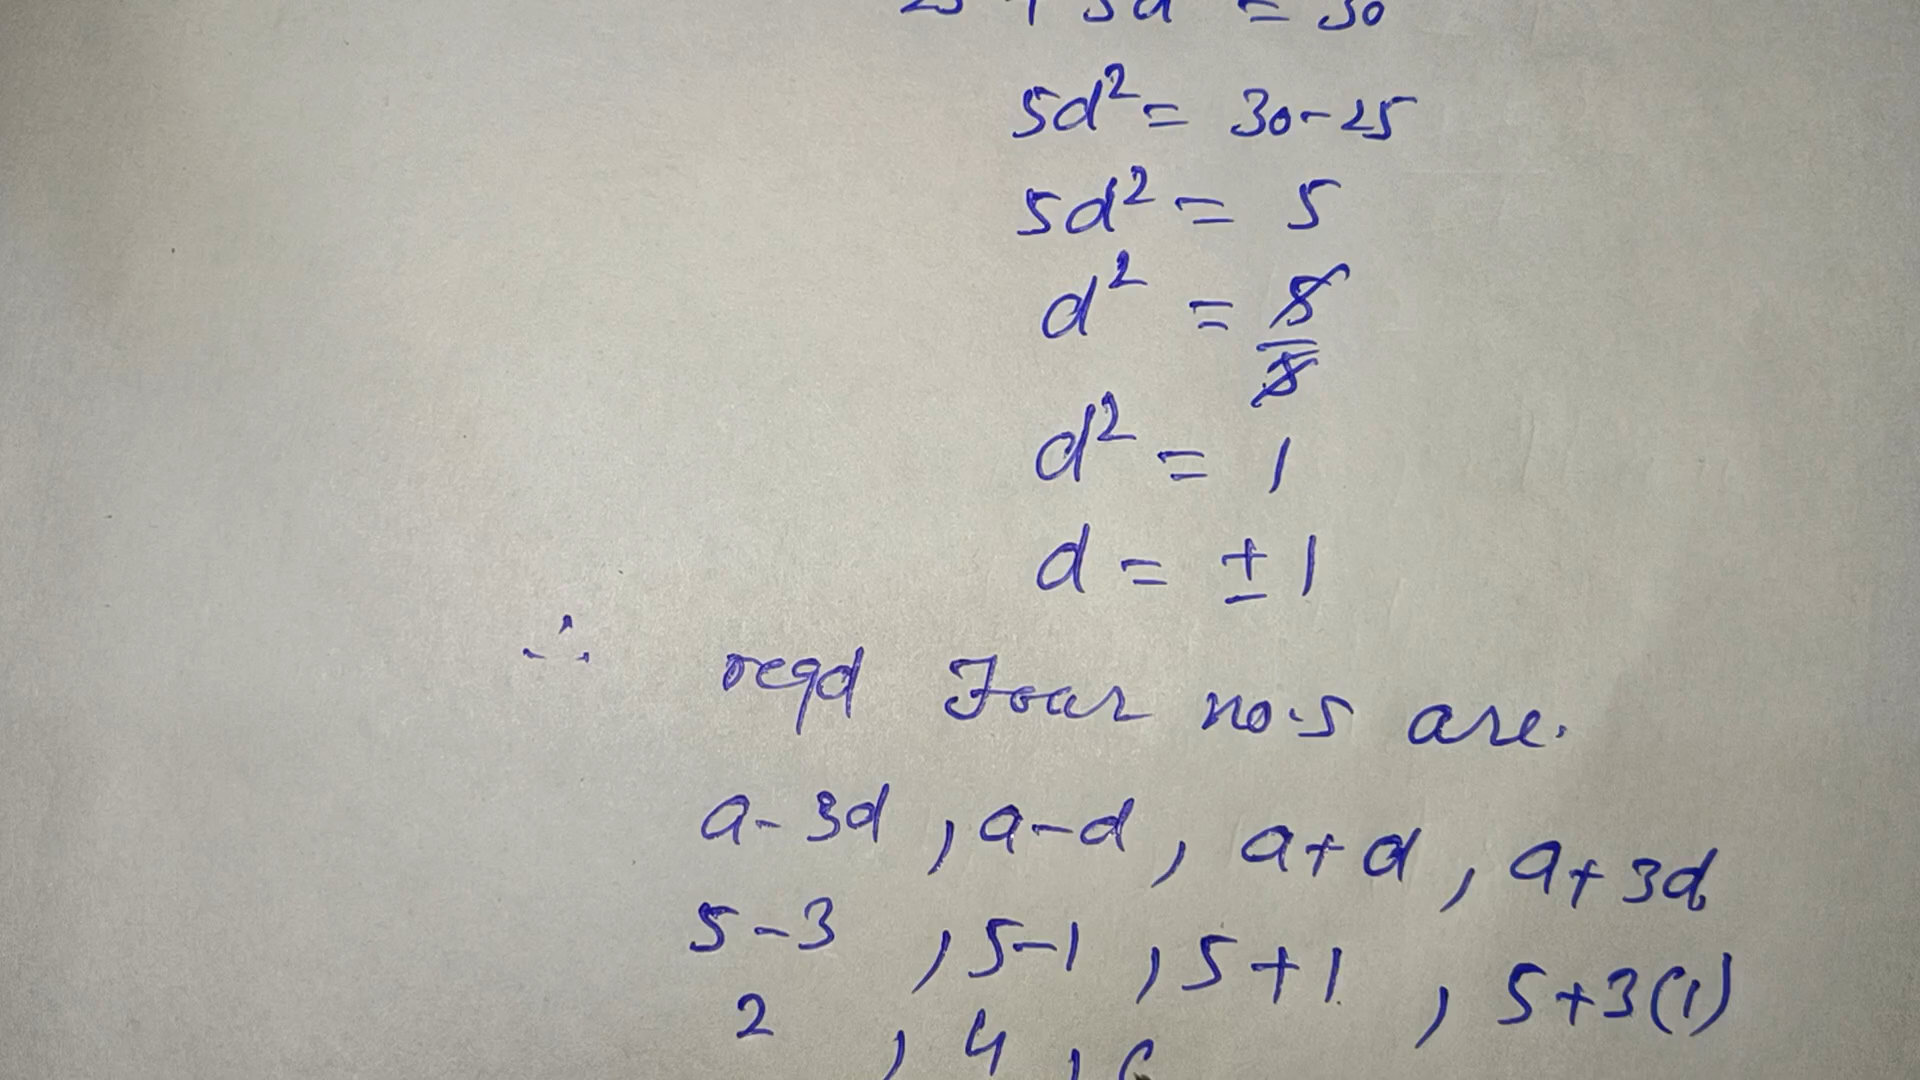 5d² = 30-25
5d² = 5
d² = 5/5
d² = 1
d = ± 1
∴ reqd Four no.s are.
a-3d , a-d , a+d , a+3d
5-3 , 5-1 , 5+1 , 5+3(1)
2 , 4 , 6